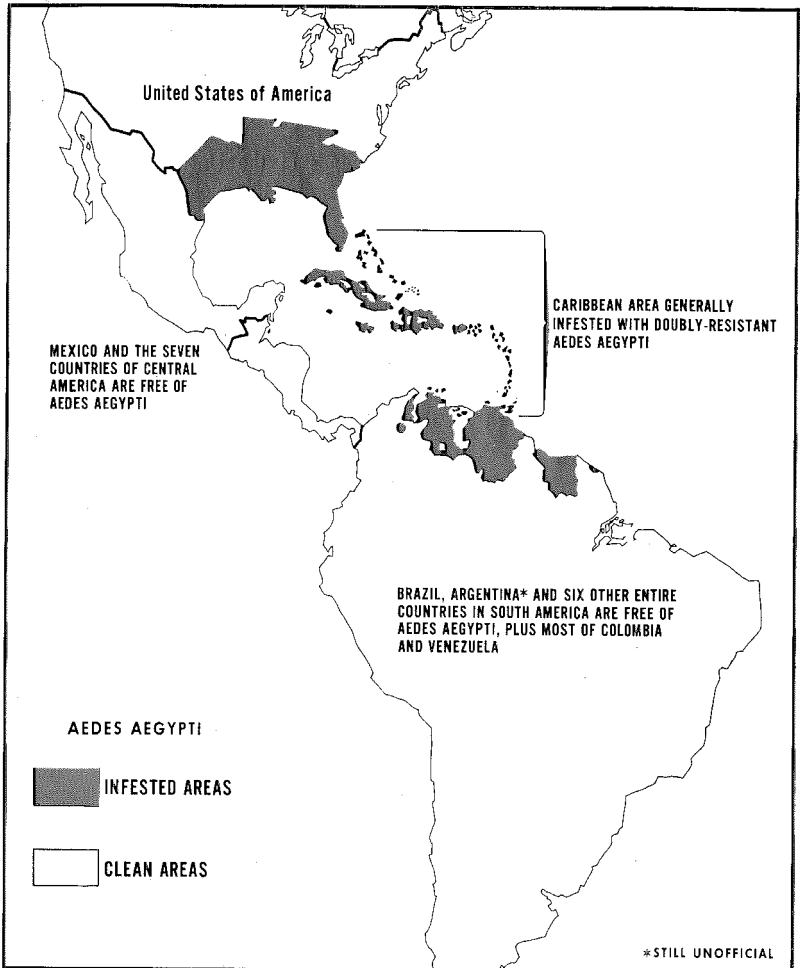 United States of America
CARIBBEAN AREA GENERALLY
INFESTED WITH DOUBLY-RESISTANT
AEDES AEGYPTI
MEXICO AND THE SEVEN
COUNTRIES OF CENTRAL
AMERICA ARE FREE OF
AEDES AEGYPTI
BRAZIL, ARGENTINA* AND SIX OTHER ENTIRE
COUNTRIES IN SOUTH AMERICA ARE FREE OF
AEDES AEGYPTI, PLUS MOST OF COLOMBIA
AND VENEZUELA
AEDES AEGYPTI
INFESTED AREAS
CLEAN AREAS
*STILL UNOFFICIAL